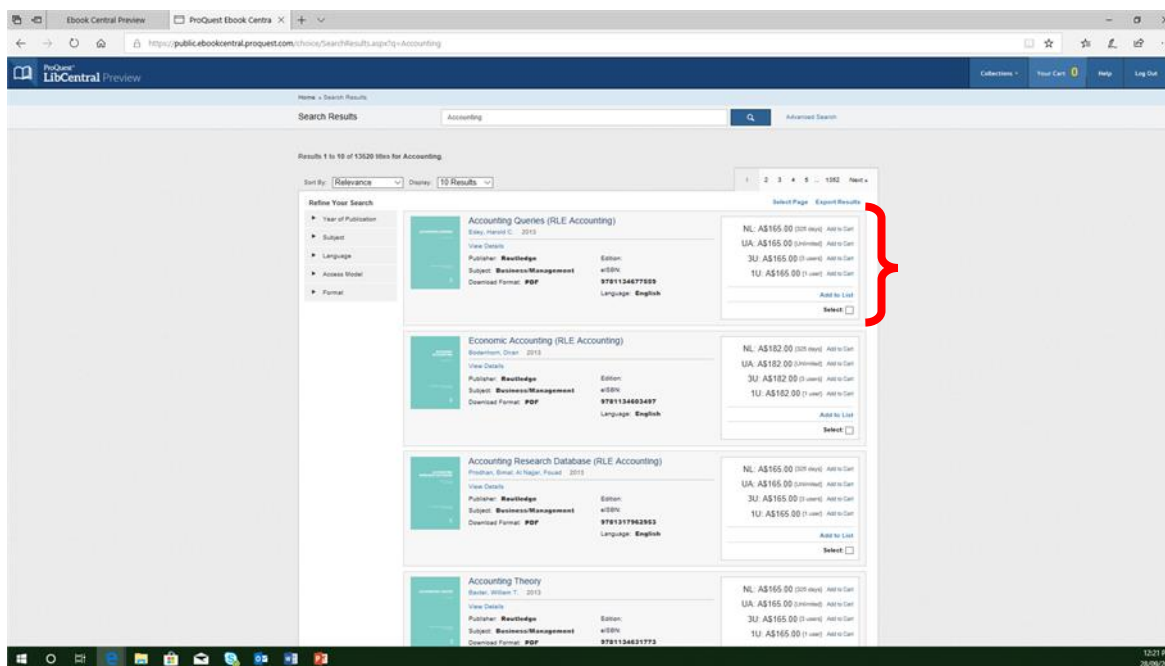 Ebook Central Preview
ProQuest Ebook Centra
https://public.ebookcentral.proquest.com/choice/SearchResults.aspx?q=Accounting
ProQuest
LibCentral Preview
Collections
Your Cart 0
Help
Log Out
Home » Search Results
Search Results
Accounting
Advanced Search
Results 1 to 10 of 13520 titles for Accounting.
Sort By: Relevance Display: 10 Results
1 2 3 4 5 ... 1352 Next »
Refine Your Search
Select Page Export Results
Year of Publication
Subject
Language
Access Model
Format
Accounting Queries (RLE Accounting)
Esley, Harold C. 2013
View Details
Publisher: Routledge Edition:
Subject: Business/Management eISBN:
Download Format: PDF 9781134677559
Language: English
NL: A$165.00 (325 days) Add to Cart
UA: A$165.00 (Unlimited) Add to Cart
3U: A$165.00 (3 users) Add to Cart
1U: A$165.00 (1 user) Add to Cart
Add to List
Select:
Economic Accounting (RLE Accounting)
Bodenhorn, Diran 2013
View Details
Publisher: Routledge Edition:
Subject: Business/Management eISBN:
Download Format: PDF 9781134603497
Language: English
NL: A$182.00 (325 days) Add to Cart
UA: A$182.00 (Unlimited) Add to Cart
3U: A$182.00 (3 users) Add to Cart
1U: A$182.00 (1 user) Add to Cart
Add to List
Select:
Accounting Research Database (RLE Accounting)
Prodhan, Bimal; Al Najjar, Fouad 2013
View Details
Publisher: Routledge Edition:
Subject: Business/Management eISBN:
Download Format: PDF 9781317962953
Language: English
NL: A$165.00 (325 days) Add to Cart
UA: A$165.00 (Unlimited) Add to Cart
3U: A$165.00 (3 users) Add to Cart
1U: A$165.00 (1 user) Add to Cart
Add to List
Select:
Accounting Theory
Baxter, William T. 2013
View Details
Publisher: Routledge Edition:
Subject: Business/Management eISBN:
Download Format: PDF 9781134631773
NL: A$165.00 (325 days) Add to Cart
UA: A$165.00 (Unlimited) Add to Cart
3U: A$165.00 (3 users) Add to Cart
1U: A$165.00 (1 user) Add to Cart
12:21